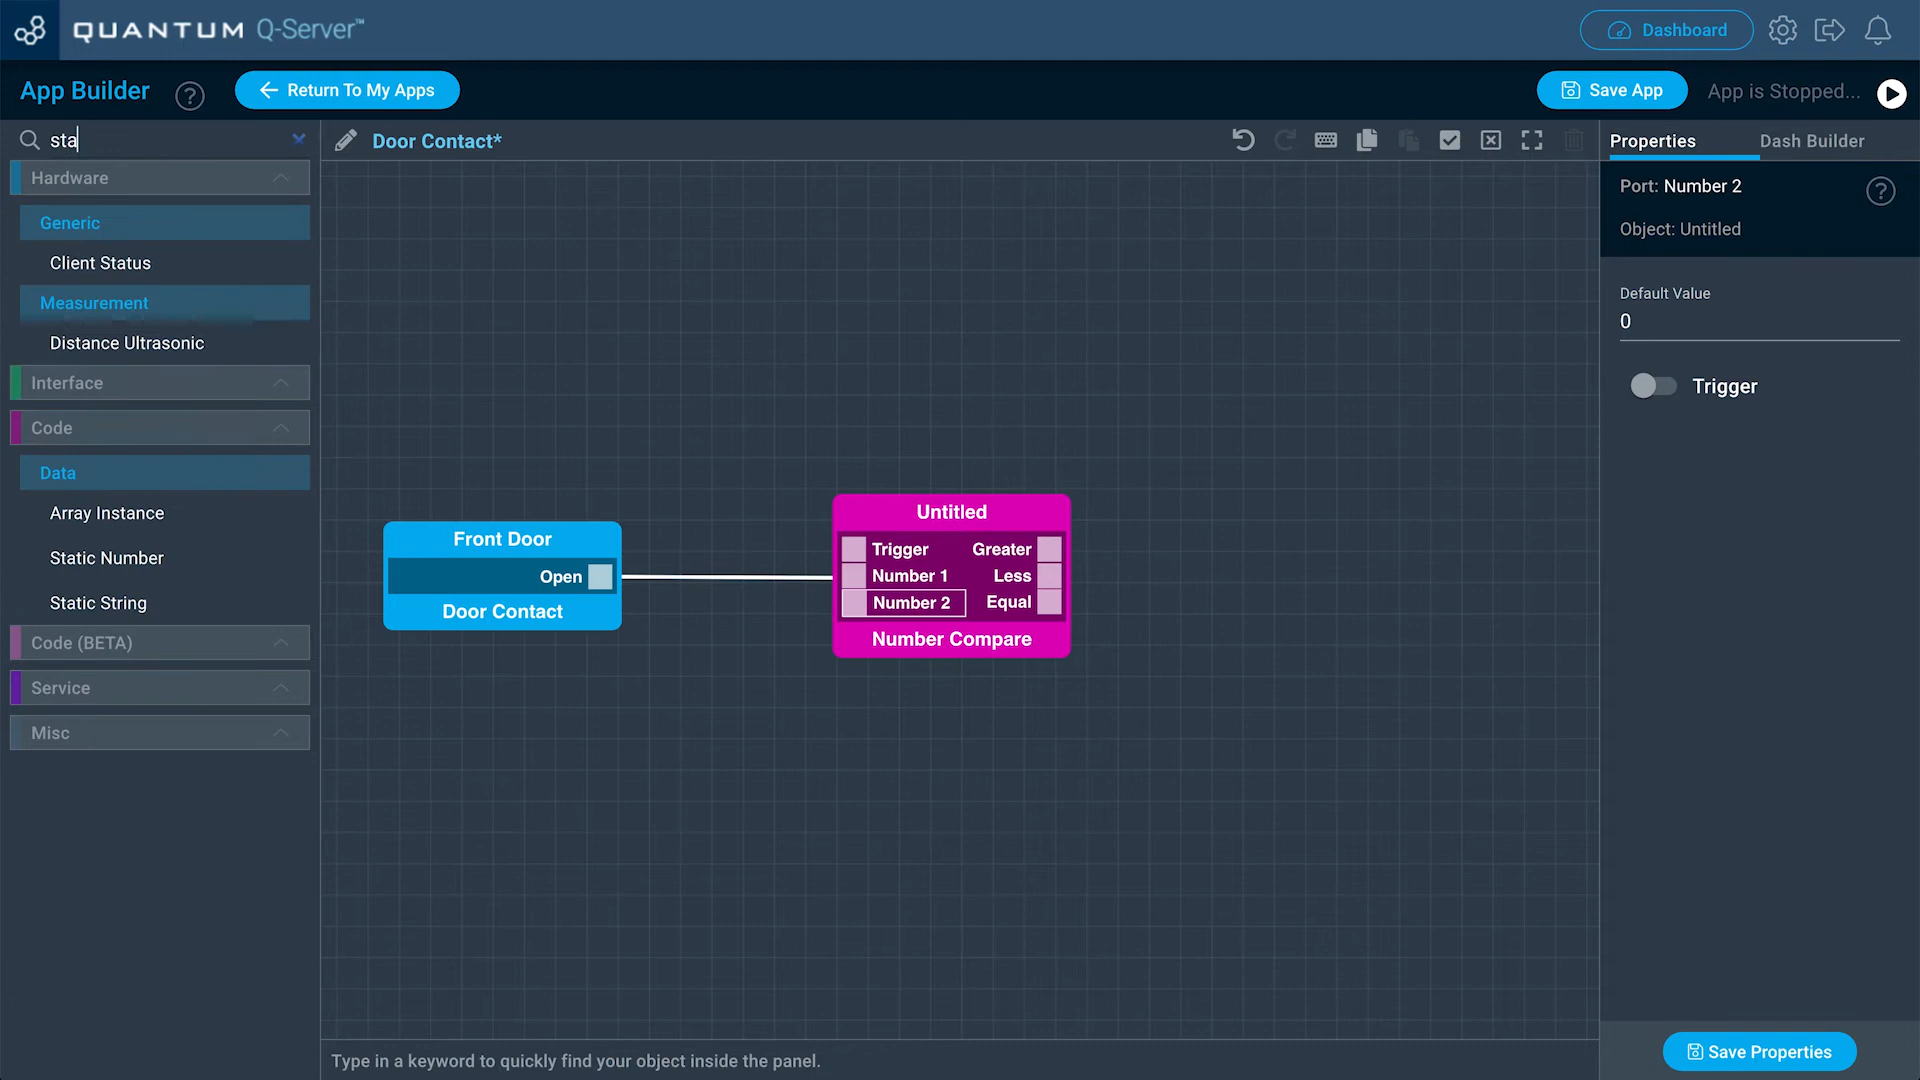 QUANTUM Q-Server™
Dashboard
App Builder
?
Return To My Apps
Save App
App is Stopped...
sta
Hardware
Generic
Client Status
Measurement
Distance Ultrasonic
Interface
Code
Data
Array Instance
Static Number
Static String
Code (BETA)
Service
Misc
Door Contact*
Front Door
Open
Door Contact
Untitled
Trigger Greater
Number 1 Less
Number 2 Equal
Number Compare
Type in a keyword to quickly find your object inside the panel.
Properties Dash Builder
Port: Number 2
?
Object: Untitled
Default Value
0
Trigger
Save Properties